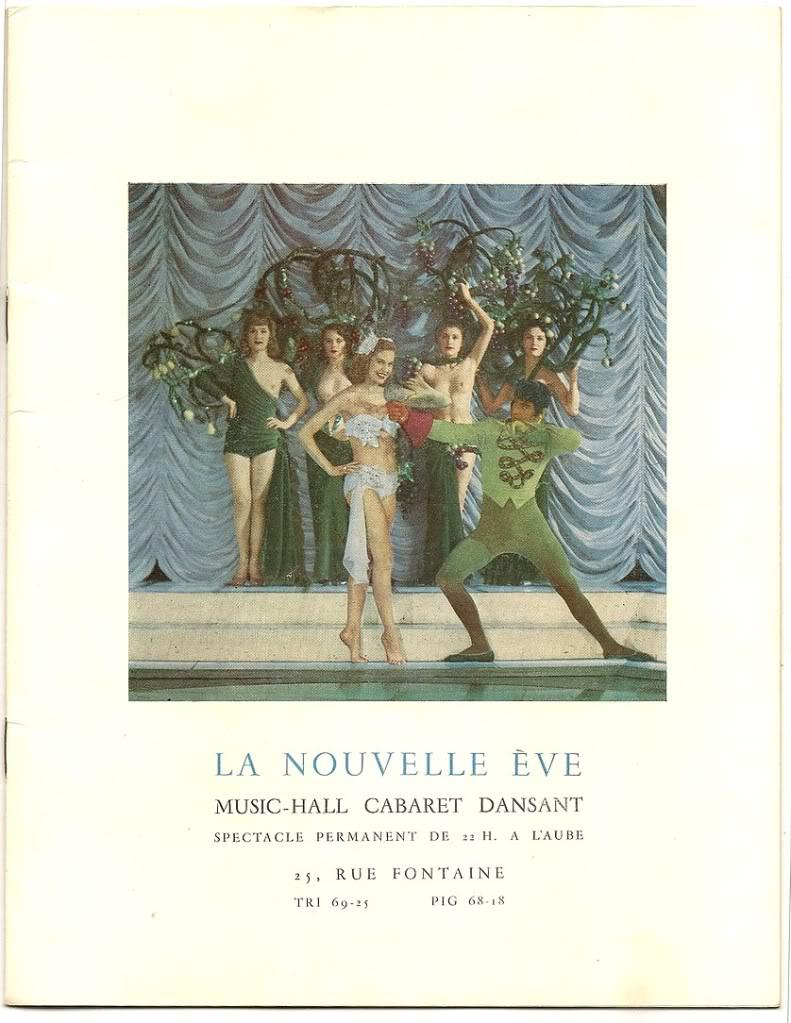 LA NOUVELLE ÈVE
MUSIC-HALL CABARET DANSANT
SPECTACLE PERMANENT DE 22 H. A L'AUBE
25, RUE FONTAINE
TRI 69-25 PIG 68-18